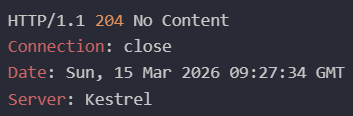 HTTP/1.1 204 No Content
Connection: close
Date: Sun, 15 Mar 2026 09:27:34 GMT
Server: Kestrel